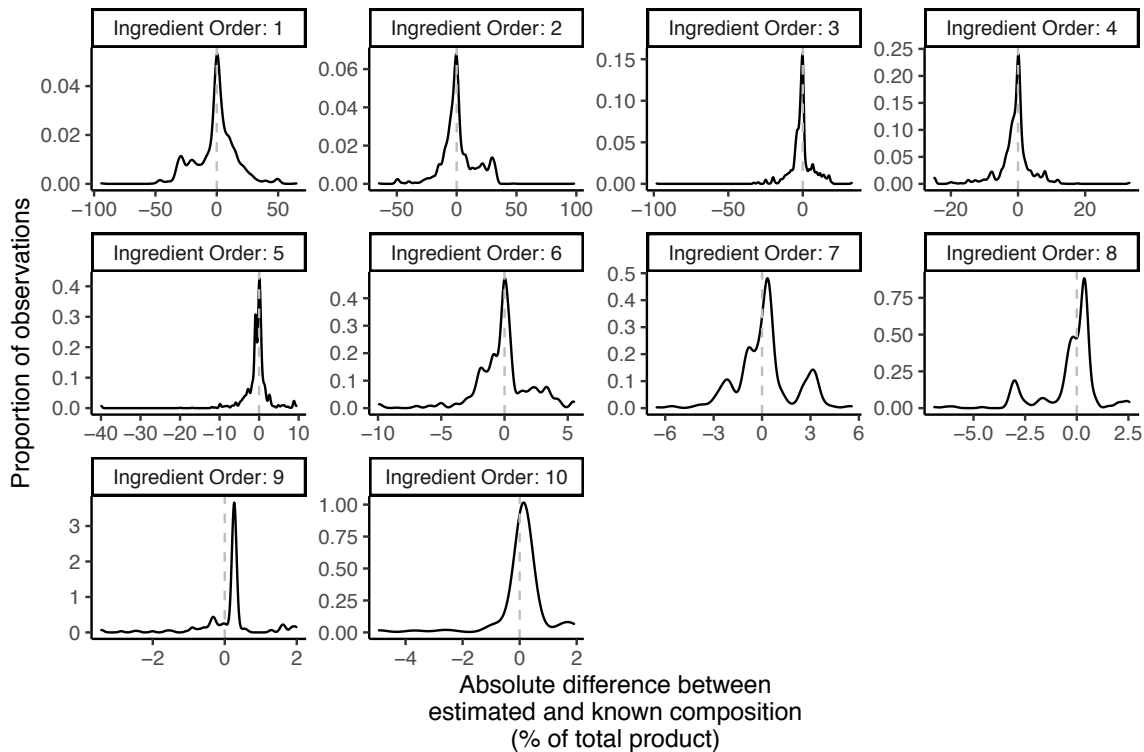 Proportion of observations
Ingredient Order: 1
0.04
0.02
0.00
−100 −50 0 50
Ingredient Order: 2
0.06
0.04
0.02
0.00
−50 0 50 100
Ingredient Order: 3
0.15
0.10
0.05
0.00
−100 −50 0
Ingredient Order: 4
0.25
0.20
0.15
0.10
0.05
0.00
−20 0 20
Ingredient Order: 5
0.4
0.3
0.2
0.1
0.0
−40 −30 −20 −10 0 10
Ingredient Order: 6
0.4
0.3
0.2
0.1
0.0
−10 −5 0 5
Ingredient Order: 7
0.5
0.4
0.3
0.2
0.1
0.0
−6 −3 0 3 6
Ingredient Order: 8
0.75
0.50
0.25
0.00
−5.0 −2.5 0.0 2.5
Ingredient Order: 9
3
2
1
0
−2 0 2
Ingredient Order: 10
1.00
0.75
0.50
0.25
0.00
−4 −2 0 2
Absolute difference between
estimated and known composition
(% of total product)